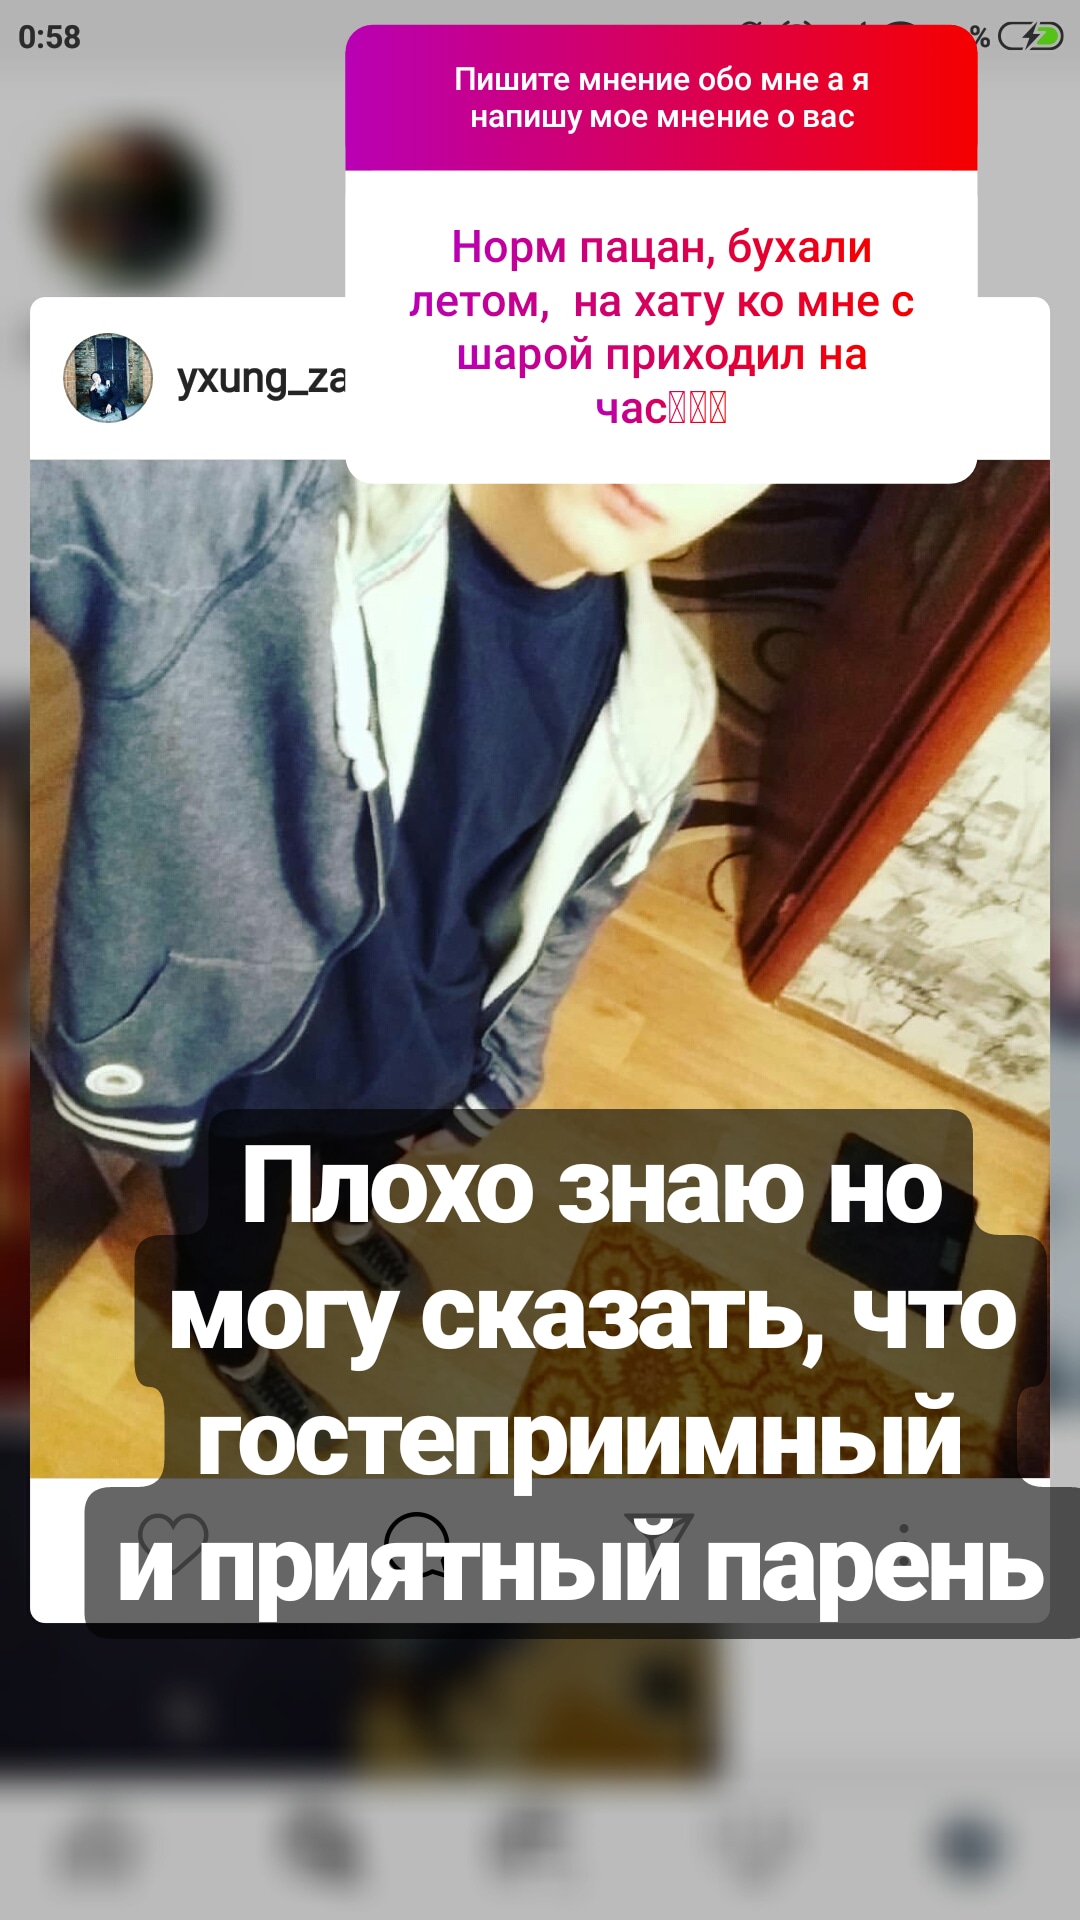 0:58
%
Пишите мнение обо мне а я
напишу мое мнение о вас
Норм пацан, бухали
летом, на хату ко мне с
шарой приходил на
час
yxung_za
Плохо знаю но
могу сказать, что
гостеприимный
и приятный парень